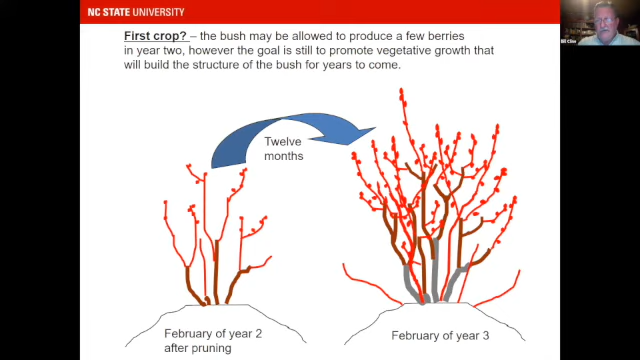 NC STATE UNIVERSITY
First crop? – the bush may be allowed to produce a few berries
in year two, however the goal is still to promote vegetative growth that
will build the structure of the bush for years to come.
Twelve
months
February of year 2
after pruning
February of year 3
Bill Cline